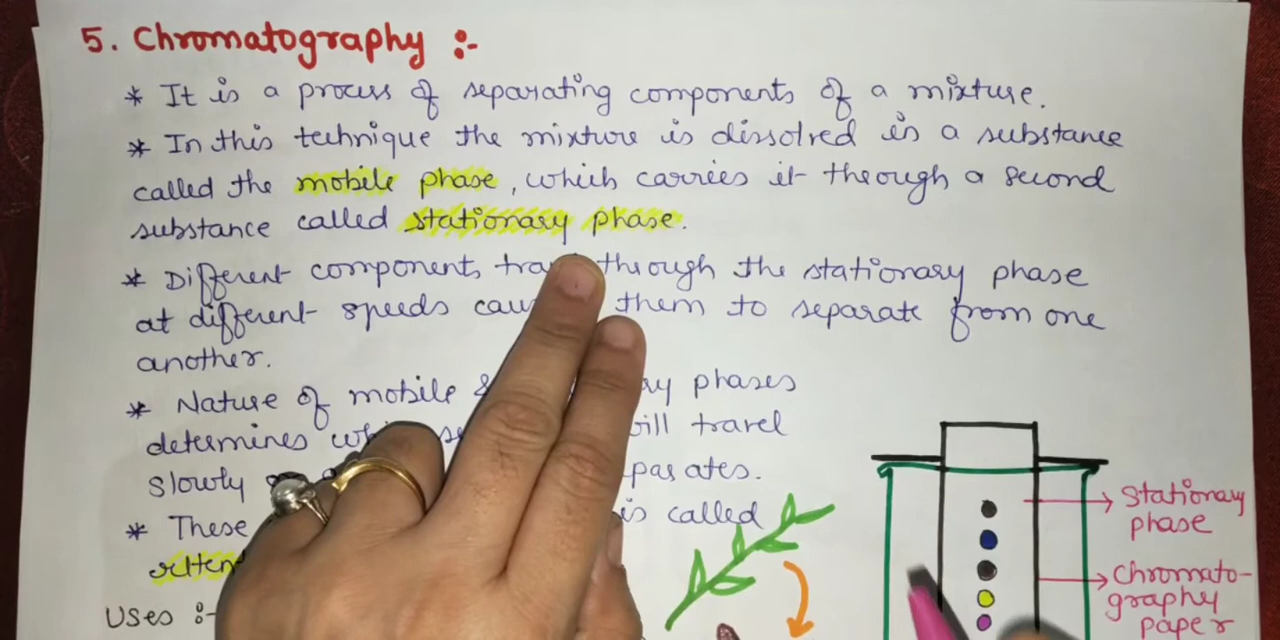 5. Chromatography :-
* It is a process of separating components of a mixture.
* In this technique the mixture is dissolved in a substance
called the mobile phase, which carries it through a second
substance called stationary phase.
* Different components through the stationary phase
at different speeds them to separate from one
another.
* Nature of mobile & phases
determines will travel
slowly
* These is called
Uses :-
Stationary
phase
Chromato-
graphy
paper